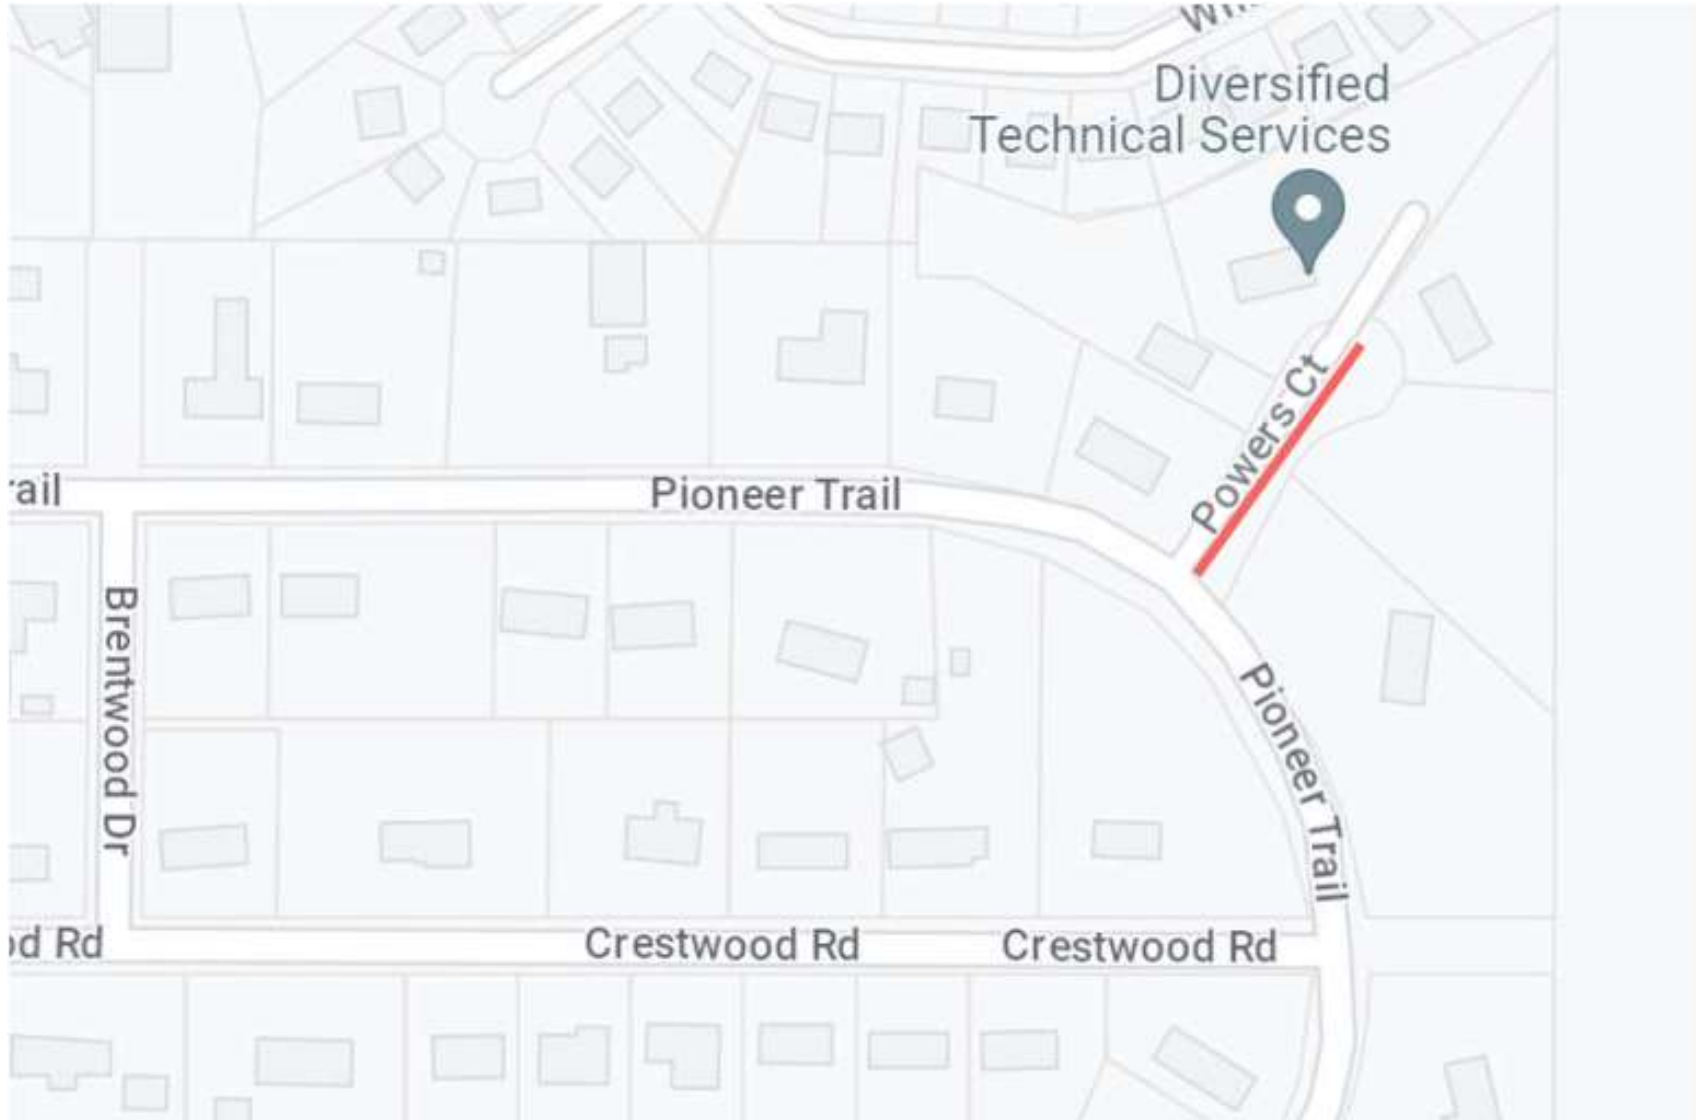 Diversified
Technical Services
Powers Ct
rail
Pioneer Trail
Brentwood Dr
Pioneer Trail
od Rd
Crestwood Rd
Crestwood Rd